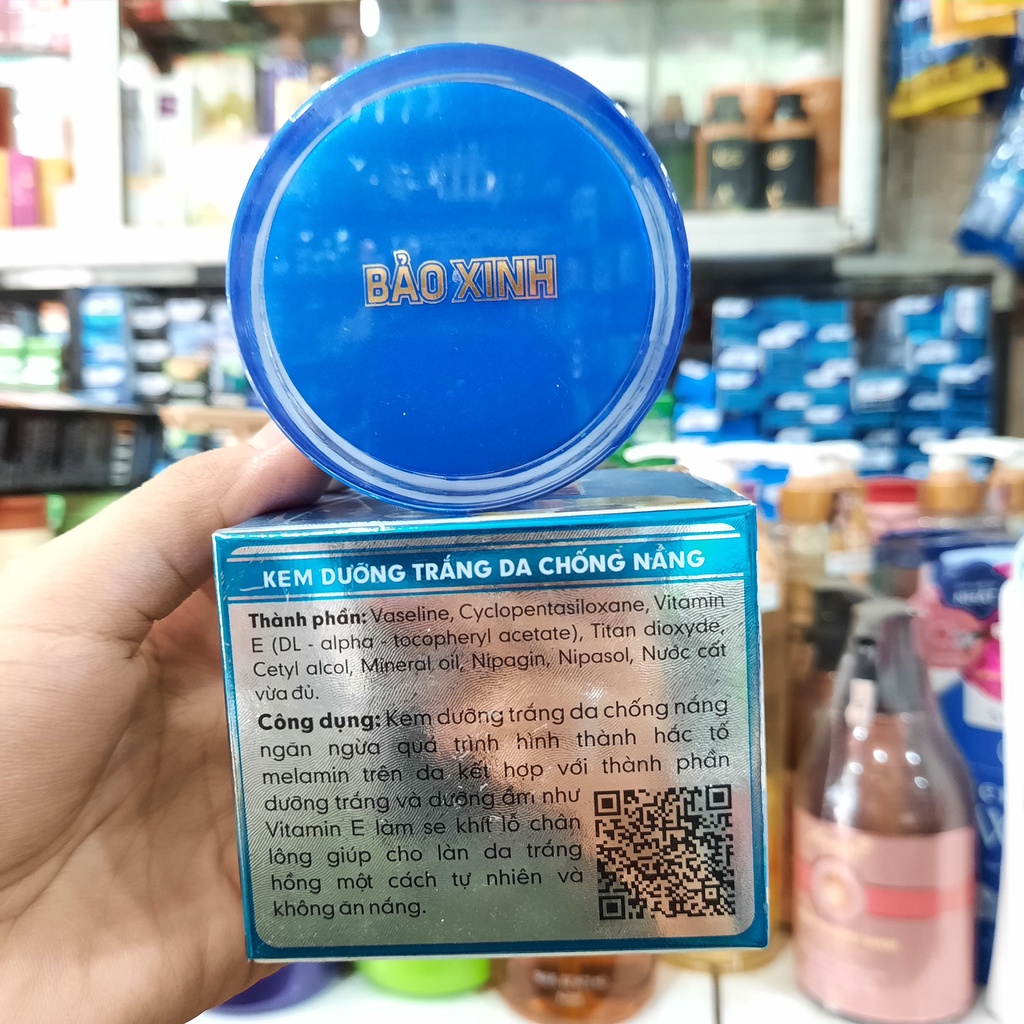 BẢO XINH
KEM DƯỠNG TRẮNG DA CHỐNG NẮNG
Thành phần: Vaseline, Cyclopentasiloxane, Vitamin
E (DL - alpha - tocopheryl acetate), Titan dioxyde,
Cetyl alcol, Mineral oil, Nipagin, Nipasol, Nước cất
vừa đủ.
Công dụng: Kem dưỡng trắng da chống nắng
ngăn ngừa quá trình hình thành hắc tố
melamin trên da kết hợp với thành phần
dưỡng trắng và dưỡng ẩm như
Vitamin E làm se khít lỗ chân
lông giúp cho làn da trắng
hồng một cách tự nhiên và
không ăn nắng.